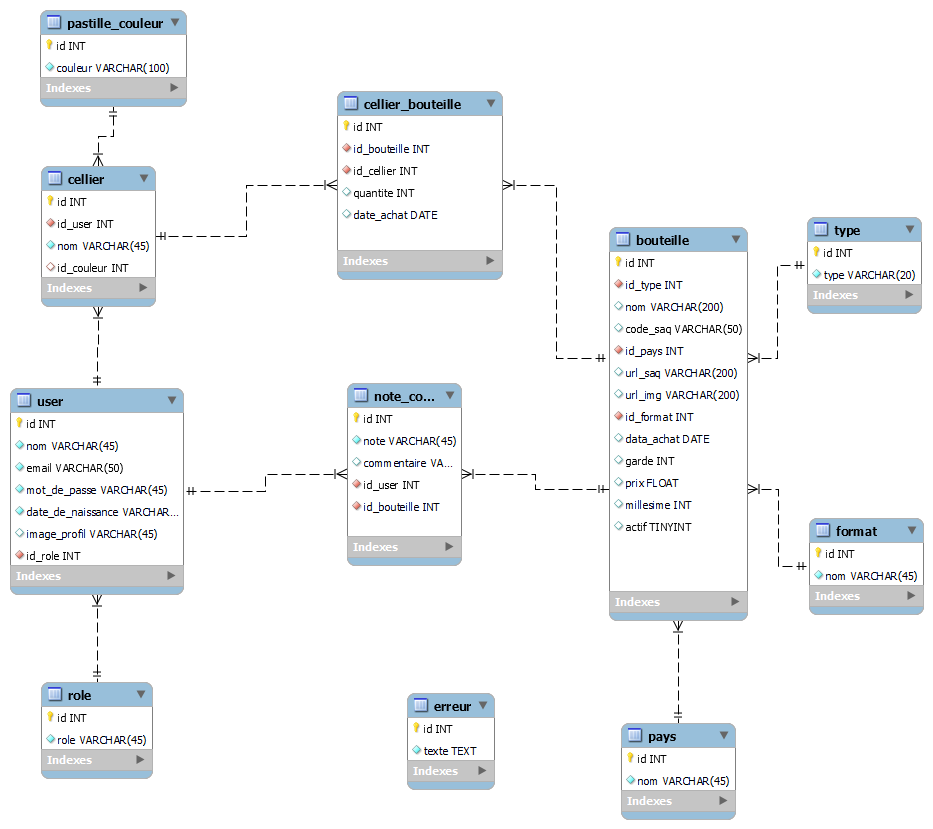 pastille_couleur
id INT
couleur VARCHAR(100)
Indexes
cellier
id INT
id_user INT
nom VARCHAR(45)
id_couleur INT
Indexes
cellier_bouteille
id INT
id_bouteille INT
id_cellier INT
quantite INT
date_achat DATE
Indexes
bouteille
id INT
id_type INT
nom VARCHAR(200)
code_saq VARCHAR(50)
id_pays INT
url_saq VARCHAR(200)
url_img VARCHAR(200)
id_format INT
data_achat DATE
garde INT
prix FLOAT
millesime INT
actif TINYINT
Indexes
type
id INT
type VARCHAR(20)
Indexes
user
id INT
nom VARCHAR(45)
email VARCHAR(50)
mot_de_passe VARCHAR(45)
date_de_naissance VARCHAR...
image_profil VARCHAR(45)
id_role INT
Indexes
note_co...
id INT
note VARCHAR(45)
commentaire VA...
id_user INT
id_bouteille INT
Indexes
format
id INT
nom VARCHAR(45)
Indexes
role
id INT
role VARCHAR(45)
Indexes
erreur
id INT
texte TEXT
Indexes
pays
id INT
nom VARCHAR(45)
Indexes